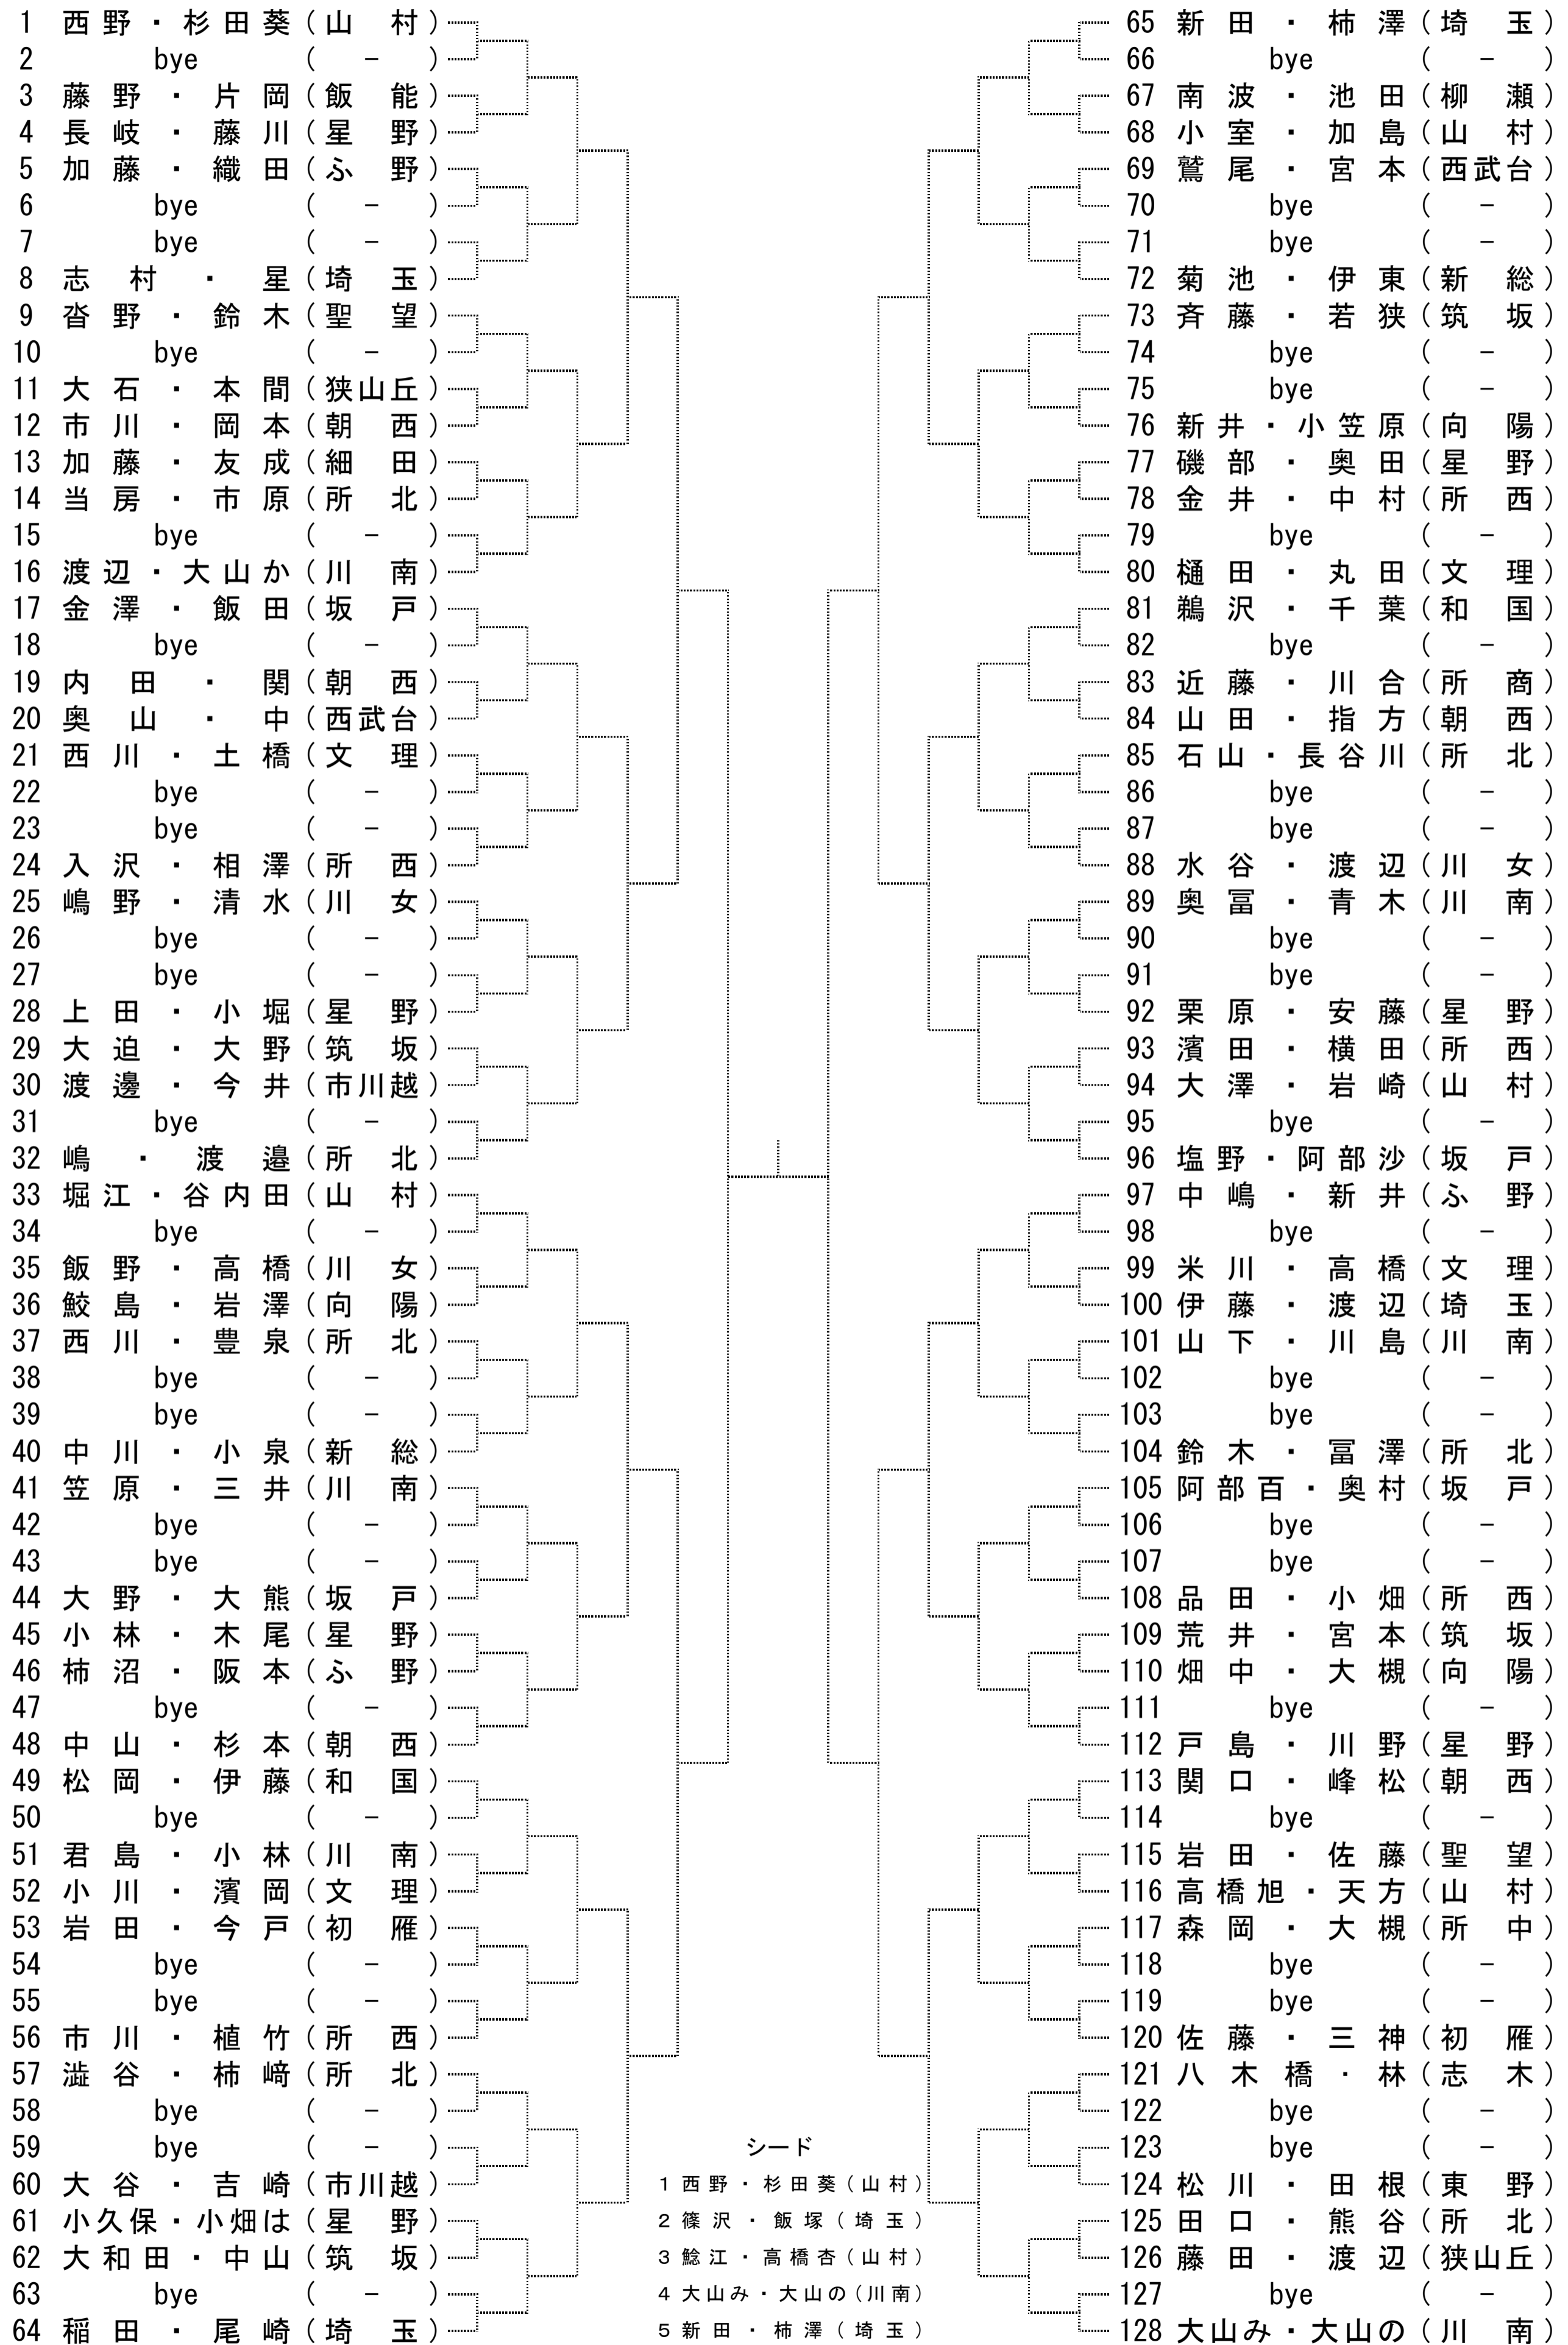 1 西野・杉田葵（山村）
2 bye （－）
3 藤野・片岡（飯能）
4 長岐・藤川（星野）
5 加藤・織田（ふ野）
6 bye （－）
7 bye （－）
8 志村・星（埼玉）
9 沓野・鈴木（聖望）
10 bye （－）
11 大石・本間（狭山丘）
12 市川・岡本（朝西）
13 加藤・友成（細田）
14 当房・市原（所北）
15 bye （－）
16 渡辺・大山か（川南）
17 金澤・飯田（坂戸）
18 bye （－）
19 内田・関（朝西）
20 奥山・中（西武台）
21 西川・土橋（文理）
22 bye （－）
23 bye （－）
24 入沢・相澤（所西）
25 嶋野・清水（川女）
26 bye （－）
27 bye （－）
28 上田・小堀（星野）
29 大迫・大野（筑坂）
30 渡邊・今井（市川越）
31 bye （－）
32 嶋・渡邉（所北）
33 堀江・谷内田（山村）
34 bye （－）
35 飯野・高橋（川女）
36 鮫島・岩澤（向陽）
37 西川・豊泉（所北）
38 bye （－）
39 bye （－）
40 中川・小泉（新総）
41 笠原・三井（川南）
42 bye （－）
43 bye （－）
44 大野・大熊（坂戸）
45 小林・木尾（星野）
46 柿沼・阪本（ふ野）
47 bye （－）
48 中山・杉本（朝西）
49 松岡・伊藤（和国）
50 bye （－）
51 君島・小林（川南）
52 小川・濱岡（文理）
53 岩田・今戸（初雁）
54 bye （－）
55 bye （－）
56 市川・植竹（所西）
57 澁谷・柿﨑（所北）
58 bye （－）
59 bye （－）
60 大谷・吉崎（市川越）
61 小久保・小畑は（星野）
62 大和田・中山（筑坂）
63 bye （－）
64 稲田・尾崎（埼玉）
シード
1 西野・杉田葵（山村）
2 篠沢・飯塚（埼玉）
3 鯰江・高橋杏（山村）
4 大山み・大山の（川南）
5 新田・柿澤（埼玉）
65 新田・柿澤（埼玉）
66 bye （－）
67 南波・池田（柳瀬）
68 小室・加島（山村）
69 鷲尾・宮本（西武台）
70 bye （－）
71 bye （－）
72 菊池・伊東（新総）
73 斉藤・若狭（筑坂）
74 bye （－）
75 bye （－）
76 新井・小笠原（向陽）
77 磯部・奥田（星野）
78 金井・中村（所西）
79 bye （－）
80 樋田・丸田（文理）
81 鵜沢・千葉（和国）
82 bye （－）
83 近藤・川合（所商）
84 山田・指方（朝西）
85 石山・長谷川（所北）
86 bye （－）
87 bye （－）
88 水谷・渡辺（川女）
89 奥冨・青木（川南）
90 bye （－）
91 bye （－）
92 栗原・安藤（星野）
93 濱田・横田（所西）
94 大澤・岩崎（山村）
95 bye （－）
96 塩野・阿部沙（坂戸）
97 中嶋・新井（ふ野）
98 bye （－）
99 米川・高橋（文理）
100 伊藤・渡辺（埼玉）
101 山下・川島（川南）
102 bye （－）
103 bye （－）
104 鈴木・冨澤（所北）
105 阿部百・奥村（坂戸）
106 bye （－）
107 bye （－）
108 品田・小畑（所西）
109 荒井・宮本（筑坂）
110 畑中・大槻（向陽）
111 bye （－）
112 戸島・川野（星野）
113 関口・峰松（朝西）
114 bye （－）
115 岩田・佐藤（聖望）
116 高橋旭・天方（山村）
117 森岡・大槻（所中）
118 bye （－）
119 bye （－）
120 佐藤・三神（初雁）
121 八木橋・林（志木）
122 bye （－）
123 bye （－）
124 松川・田根（東野）
125 田口・熊谷（所北）
126 藤田・渡辺（狭山丘）
127 bye （－）
128 大山み・大山の（川南）